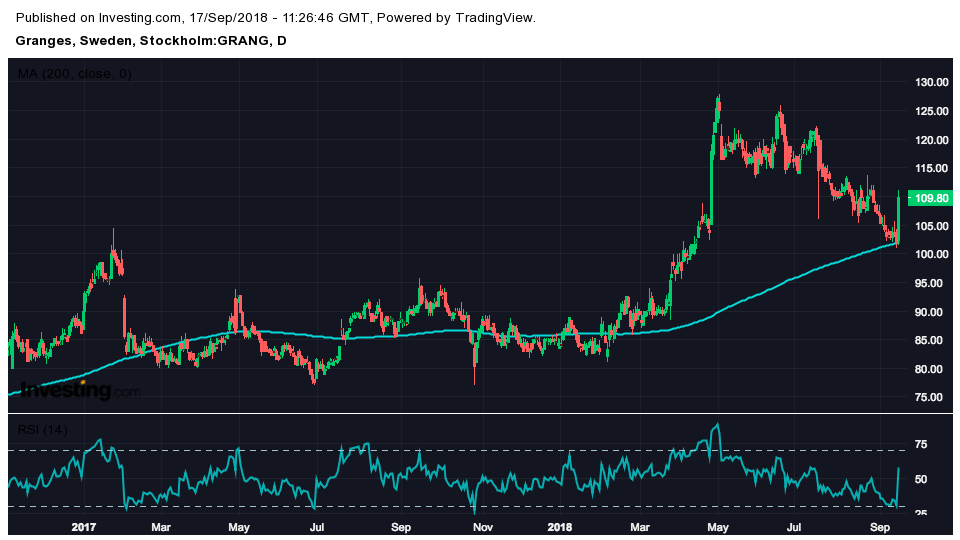 Published on Investing.com, 17/Sep/2018 - 11:26:46 GMT, Powered by TradingView.
Granges, Sweden, Stockholm:GRANG, D
MA (200, close, 0)
130.00
125.00
120.00
115.00
109.80
105.00
100.00
95.00
90.00
85.00
80.00
75.00
Investing.com
RSI (14)
75
50
25
2017 Mar May Jul Sep Nov 2018 Mar May Jul Sep